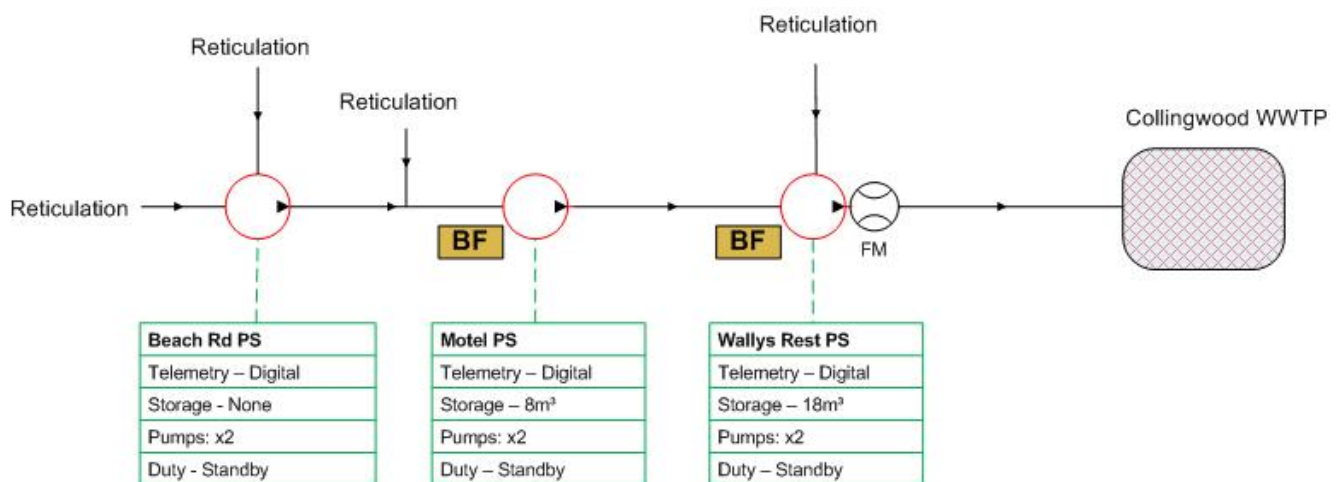 Reticulation
Reticulation
Reticulation
Collingwood WWTP
Reticulation
BF
BF
FM
Beach Rd PS
Telemetry – Digital
Storage - None
Pumps: x2
Duty - Standby
Motel PS
Telemetry – Digital
Storage – 8m³
Pumps: x2
Duty – Standby
Wallys Rest PS
Telemetry – Digital
Storage – 18m³
Pumps: x2
Duty – Standby